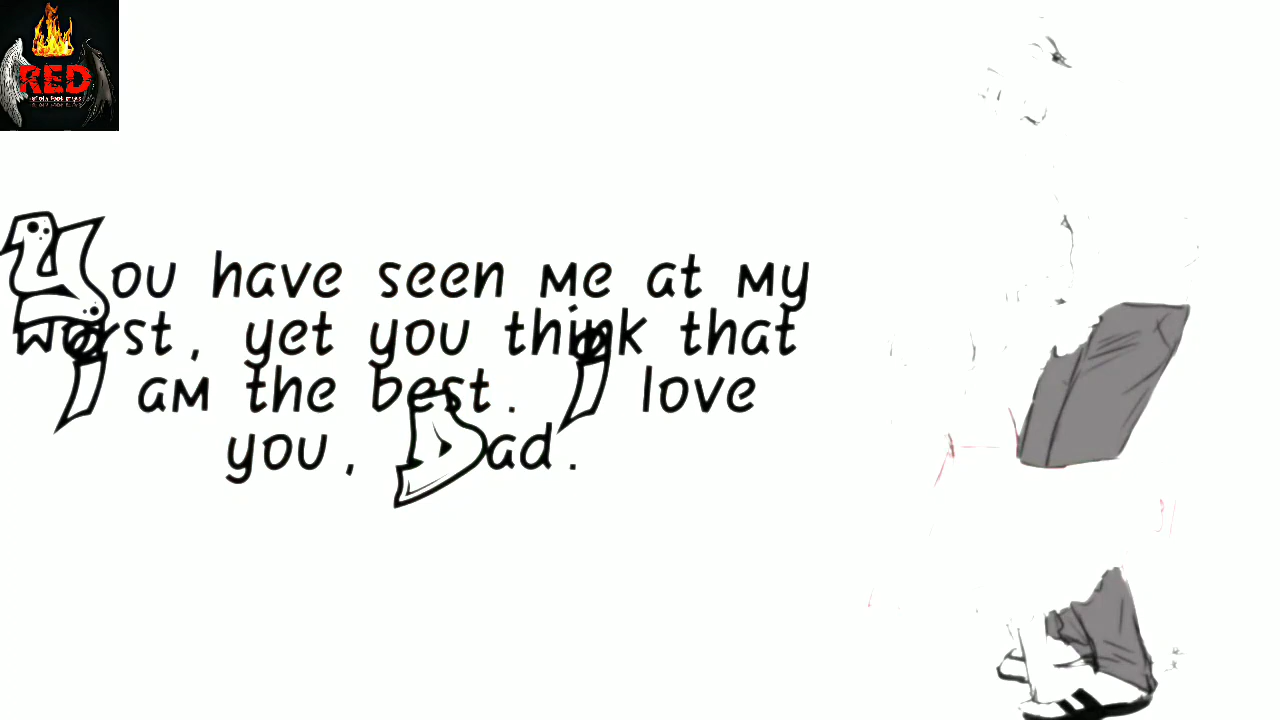 RED
You have seen me at my
worst, yet you think that
I am the best. I love
you, Dad.